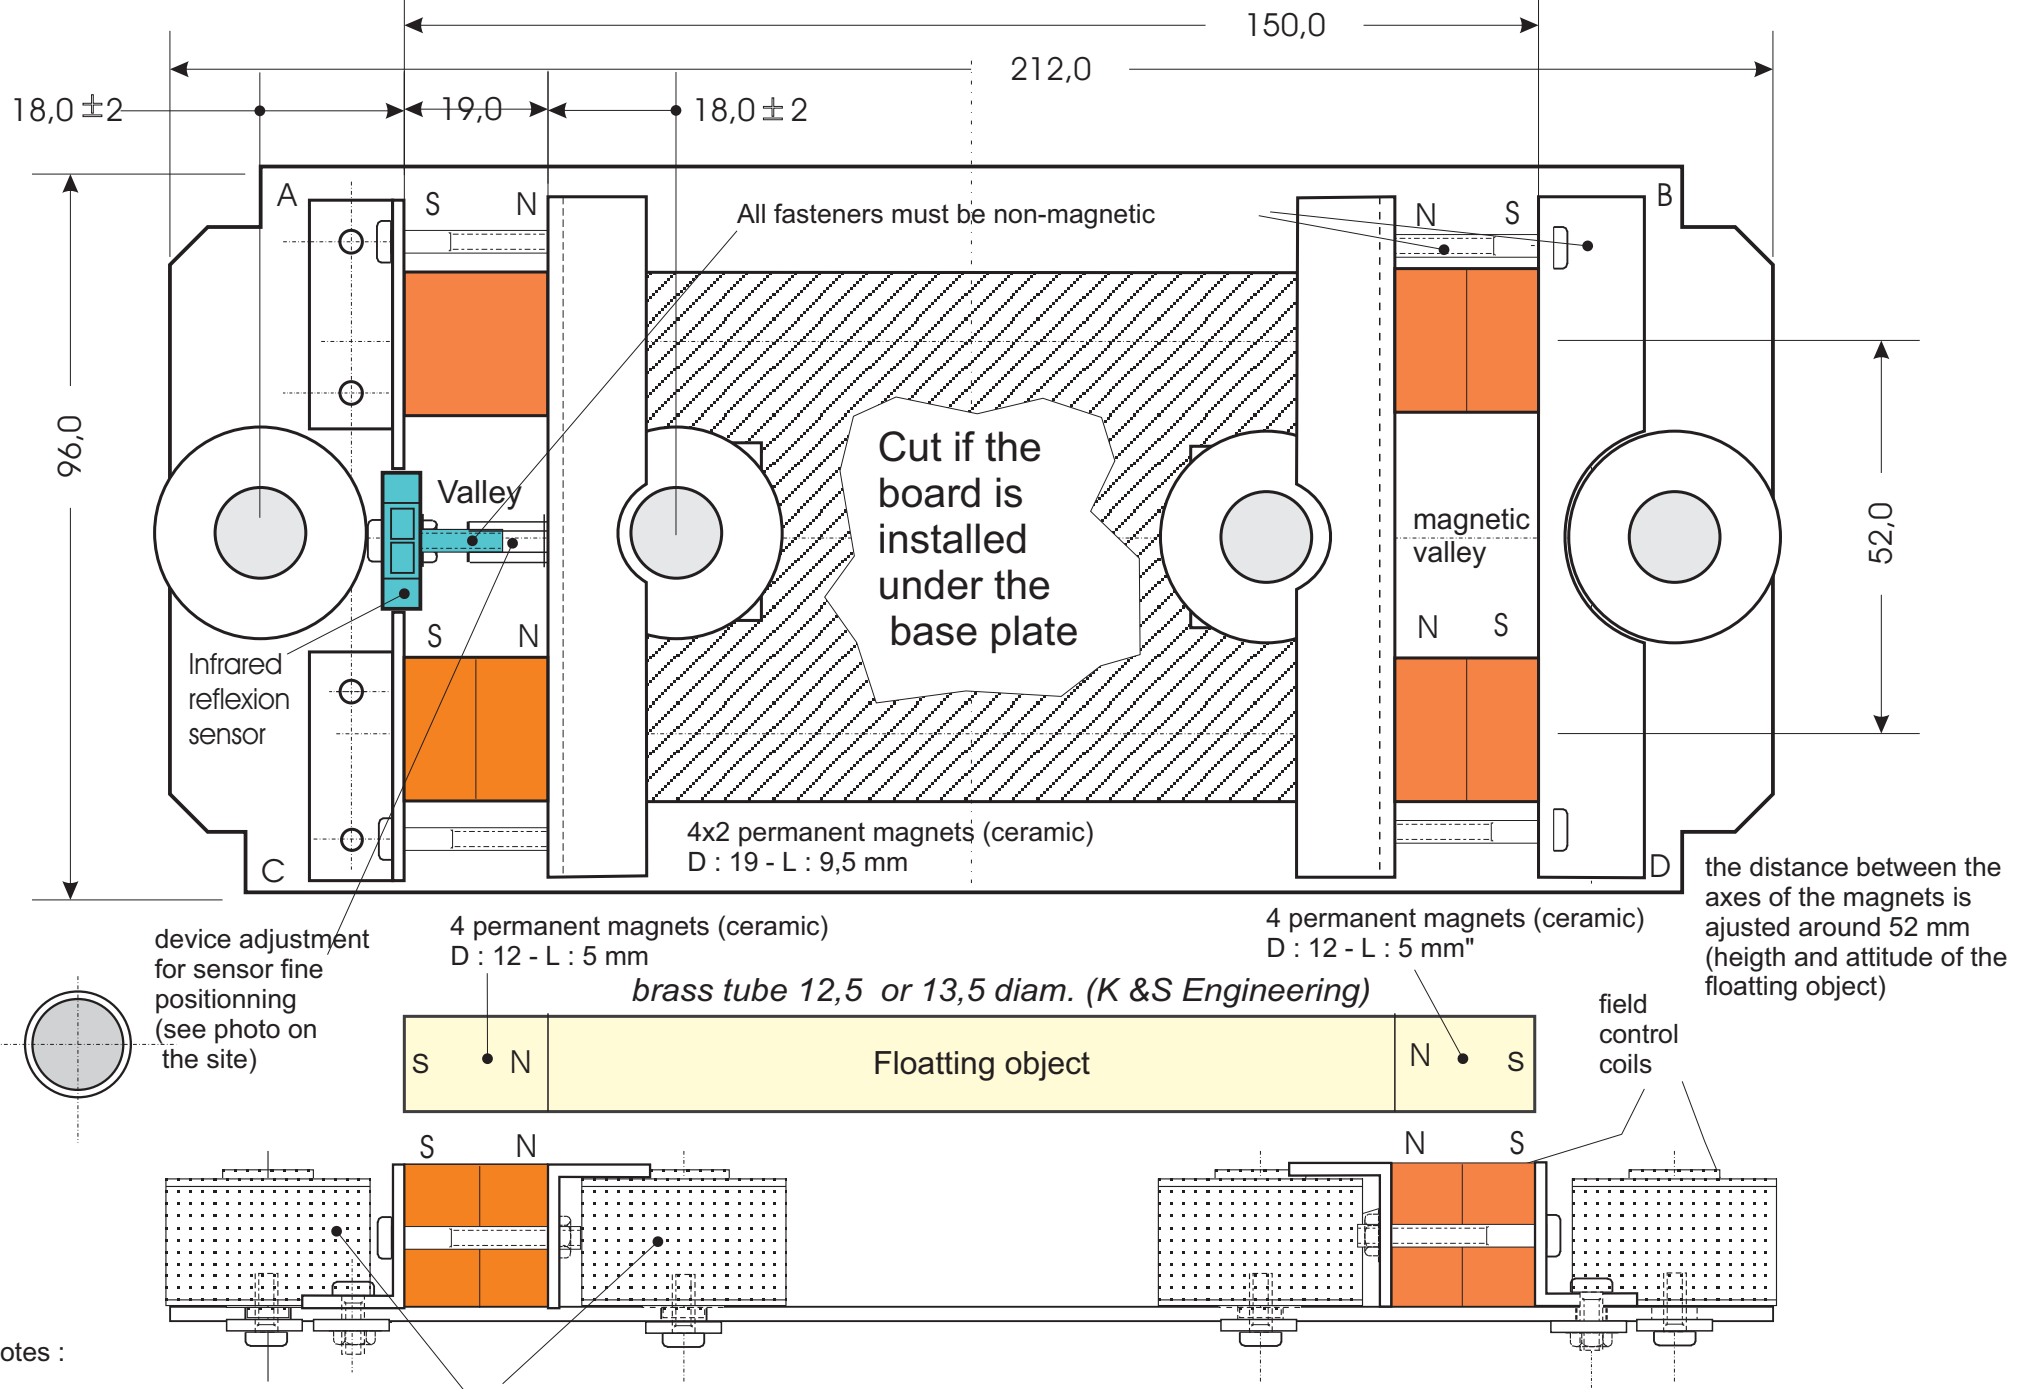 150,0
212,0
18,0 ±2
19,0
18,0 ± 2
A
S
N
All fasteners must be non-magnetic
N
S
B
96,0
Cut if the
board is
installed
under the
base plate
Valley
magnetic
valley
52,0
S
N
N
S
Infrared
reflexion
sensor
4x2 permanent magnets (ceramic)
D : 19 - L : 9,5 mm
C
D
the distance between the
axes of the magnets is
ajusted around 52 mm
(heigth and attitude of the
floatting object)
device adjustment
for sensor fine
positionning
(see photo on
the site)
4 permanent magnets (ceramic)
D : 12 - L : 5 mm
4 permanent magnets (ceramic)
D : 12 - L : 5 mm"
brass tube 12,5 or 13,5 diam. (K &S Engineering)
field
control
coils
S
N
Floatting object
N
S
S
N
N
S
otes :